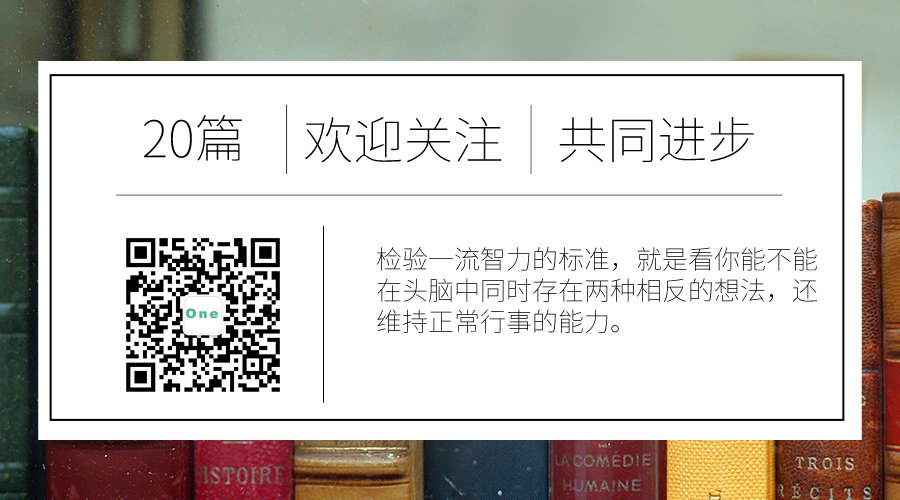 20篇 欢迎关注 共同进步
One
检验一流智力的标准，就是看你能不能
在头脑中同时存在两种相反的想法，还
维持正常行事的能力。
HISTOIRE
LA COMÉDIE
HUMAINE
TROIS
RÉCITS